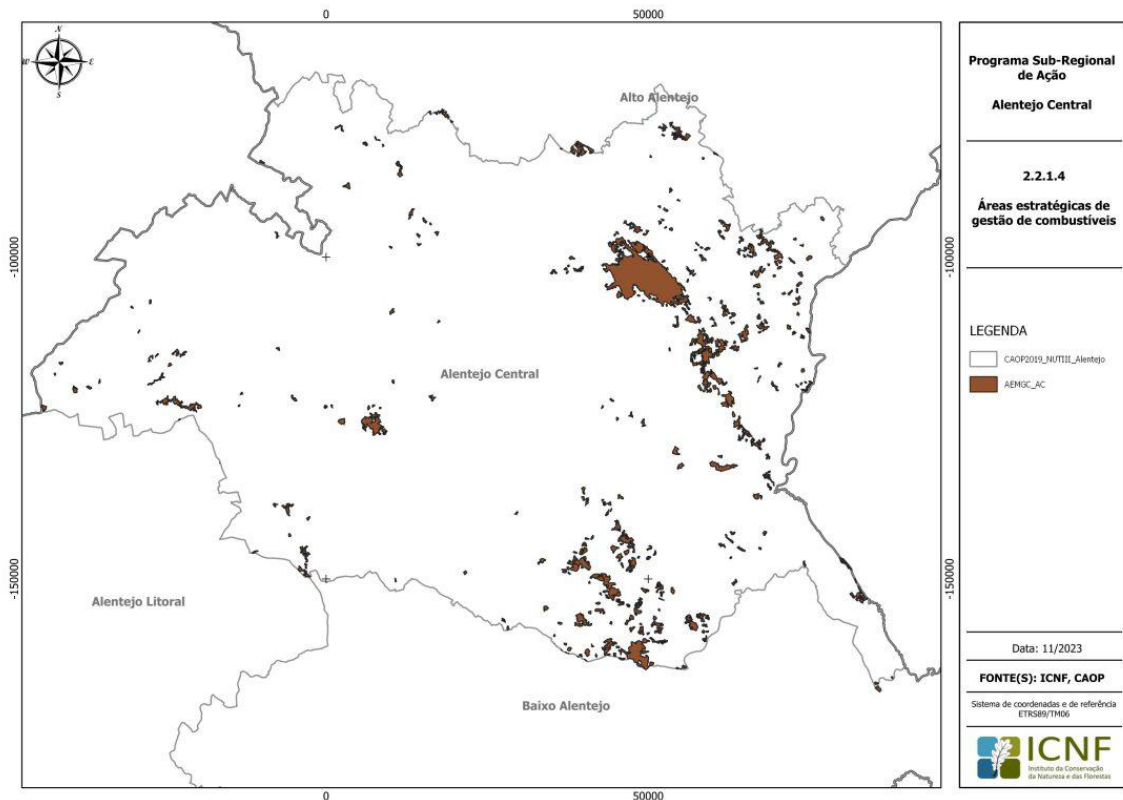 0
50000
N
W
E
S
Alto Alentejo
-100000
-100000
Alentejo Central
-150000
-150000
Alentejo Litoral
Baixo Alentejo
0
50000
Programa Sub-Regional
de Ação
Alentejo Central
2.2.1.4
Áreas estratégicas de
gestão de combustíveis
LEGENDA
CAOP2019_NUTIII_Alentejo
AEMGC_AC
Data: 11/2023
FONTE(S): ICNF, CAOP
Sistema de coordenadas e de referência
ETRS89/TM06
ICNF
Instituto da Conservação
da Natureza e das Florestas